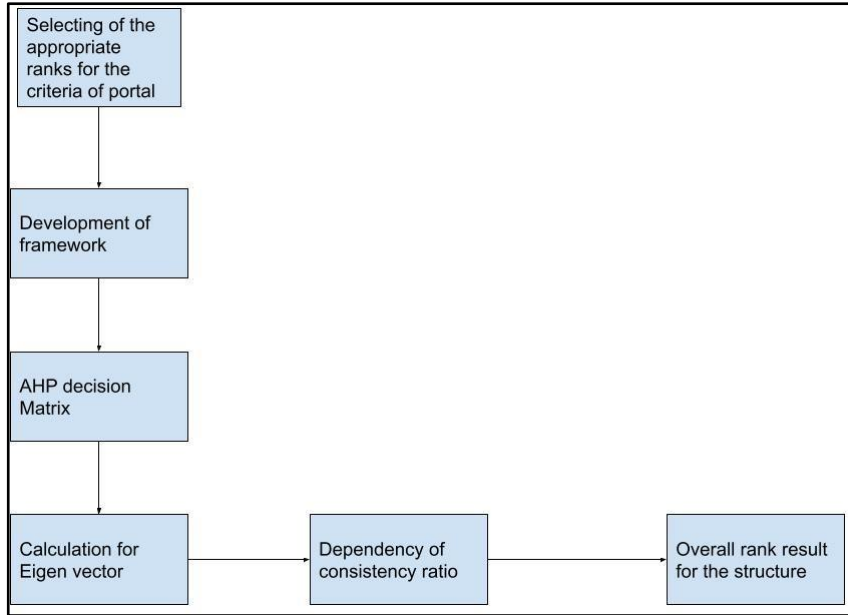 Selecting of the
appropriate
ranks for the
criteria of portal
Development of
framework
AHP decision
Matrix
Calculation for
Eigen vector
Dependency of
consistency ratio
Overall rank result
for the structure